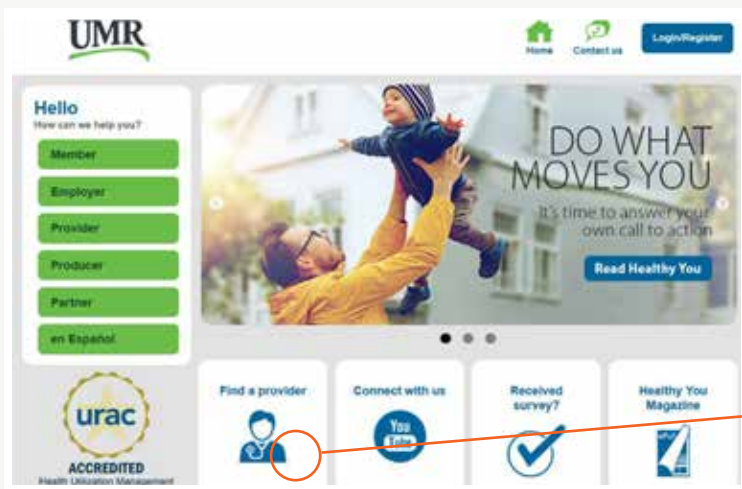 UMR
Home
Contact us
Login/Register
Hello
How can we help you?
Member
Employer
Provider
Producer
Partner
en Español
DO WHAT
MOVES YOU
It's time to answer your
own call to action
Read Healthy You
urac
ACCREDITED
Health Utilization Management
Find a provider
Connect with us
You
Tube
Received
survey?
Healthy You
Magazine